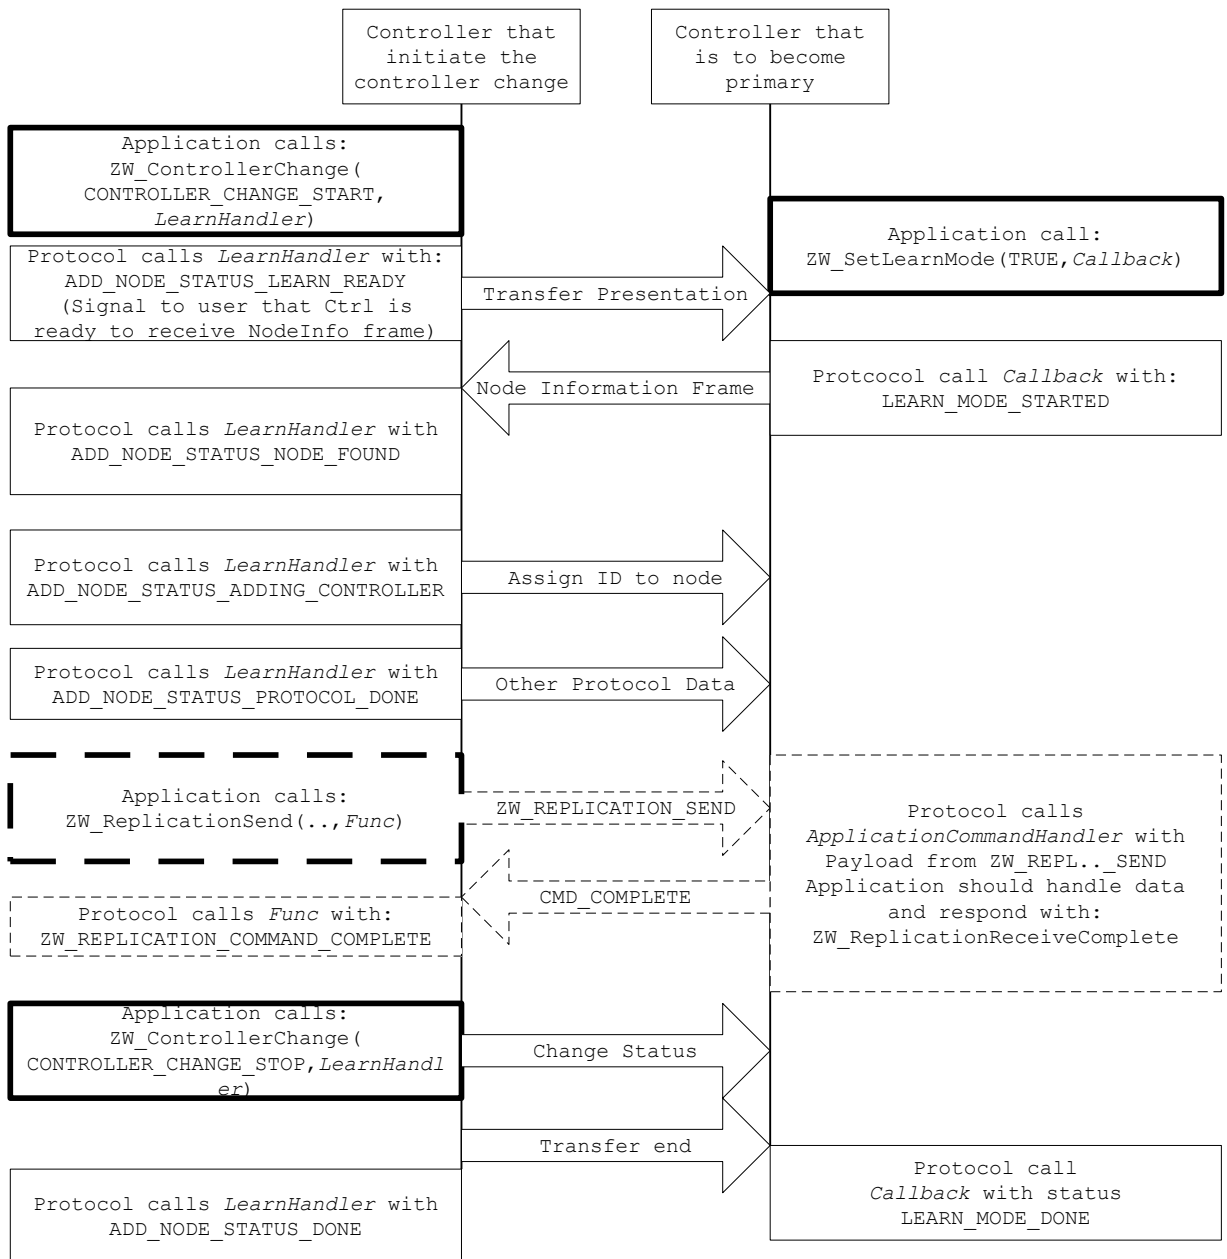 Controller that
initiate the
controller change
Controller that
is to become
primary
Application calls:
ZW_ControllerChange(
CONTROLLER_CHANGE_START,
LearnHandler)
Application call:
ZW_SetLearnMode(TRUE,Callback)
Protocol calls LearnHandler with:
ADD_NODE_STATUS_LEARN_READY
(Signal to user that Ctrl is
ready to receive NodeInfo frame)
Transfer Presentation
Node Information Frame
Protcocol call Callback with:
LEARN_MODE_STARTED
Protocol calls LearnHandler with
ADD_NODE_STATUS_NODE_FOUND
Protocol calls LearnHandler with
ADD_NODE_STATUS_ADDING_CONTROLLER
Assign ID to node
Protocol calls LearnHandler with
ADD_NODE_STATUS_PROTOCOL_DONE
Other Protocol Data
Application calls:
ZW_ReplicationSend(..,Func)
ZW_REPLICATION_SEND
Protocol calls
ApplicationCommandHandler with
Payload from ZW_REPL.._SEND
Application should handle data
and respond with:
ZW_ReplicationReceiveComplete
CMD_COMPLETE
Protocol calls Func with:
ZW_REPLICATION_COMMAND_COMPLETE
Application calls:
ZW_ControllerChange(
CONTROLLER_CHANGE_STOP,LearnHandl
er)
Change Status
Transfer end
Protocol call
Callback with status
LEARN_MODE_DONE
Protocol calls LearnHandler with
ADD_NODE_STATUS_DONE